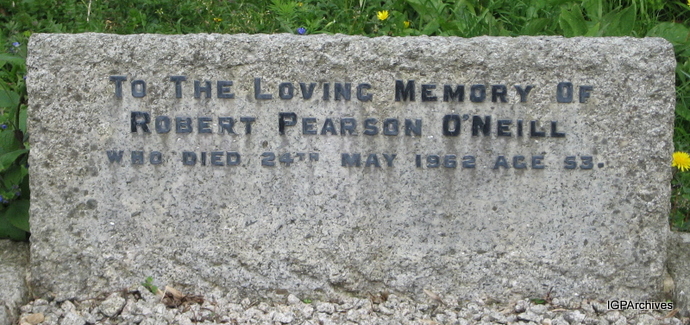 To The Loving Memory Of
Robert Pearson O'Neill
who died 24th May 1962 age 53.
IGPArchives